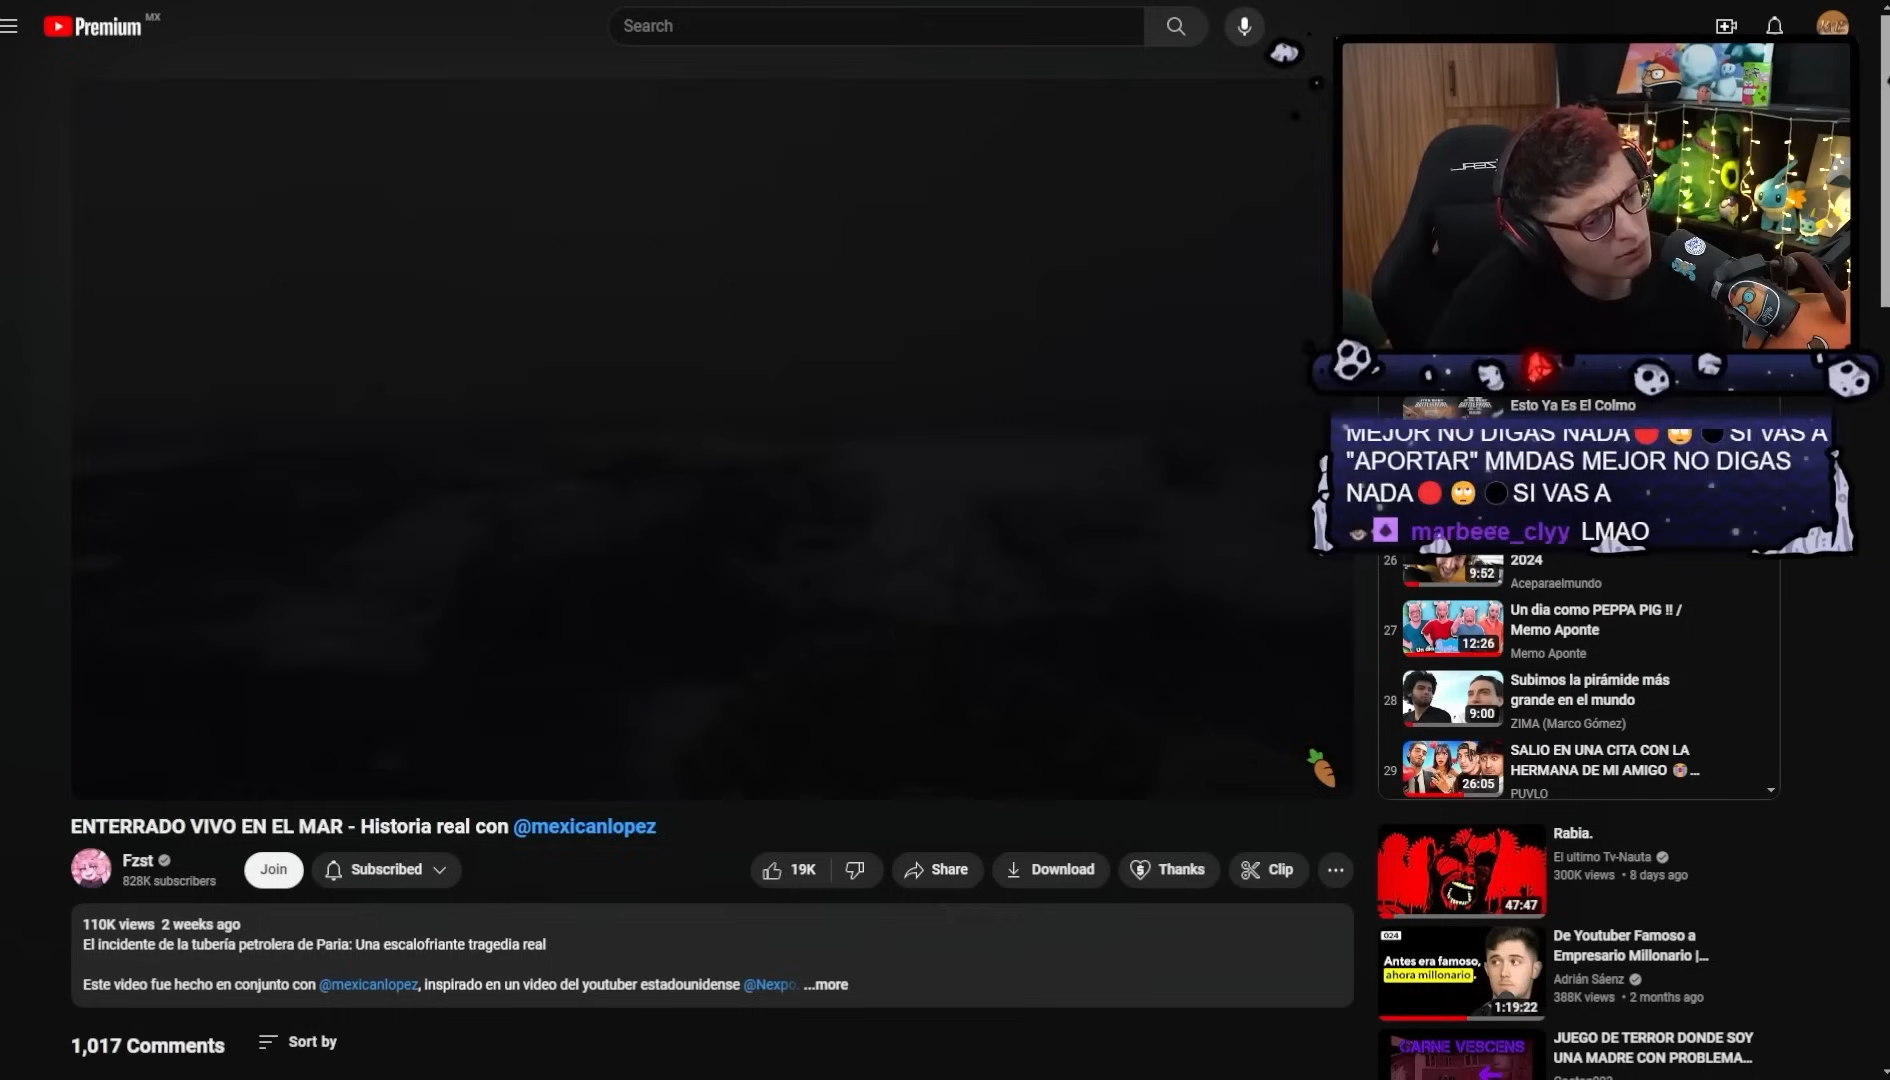 Premium MX
Search
Esto Ya Es El Colmo
MEJOR NO DIGAS NADA🔴🙄⚫SI VAS A
"APORTAR" MMDAS MEJOR NO DIGAS
NADA🔴🙄⚫SI VAS A
marbeee_clyy LMAO
26
9:52
2024
Aceparaelmundo
27
12:26
Un dia como PEPPA PIG !! /
Memo Aponte
Memo Aponte
28
9:00
Subimos la pirámide más
grande en el mundo
ZIMA (Marco Gómez)
29
26:05
SALIO EN UNA CITA CON LA
HERMANA DE MI AMIGO 😭...
PUVLO
ENTERRADO VIVO EN EL MAR - Historia real con @mexicanlopez
Fzst
828K subscribers
Join
Subscribed
19K
Share
Download
Thanks
Clip
110K views 2 weeks ago
El incidente de la tubería petrolera de Paria: Una escalofriante tragedia real
Este video fue hecho en conjunto con @mexicanlopez, inspirado en un video del youtuber estadounidense @Nexpo ...more
1,017 Comments
Sort by
47:47
Rabia.
El ultimo Tv-Nauta
300K views • 8 days ago
024
Antes era famoso,
ahora millonario.
1:19:22
De Youtuber Famoso a
Empresario Millonario |...
Adrián Sáenz
388K views • 2 months ago
CARNE VESCENS
JUEGO DE TERROR DONDE SOY
UNA MADRE CON PROBLEMA...